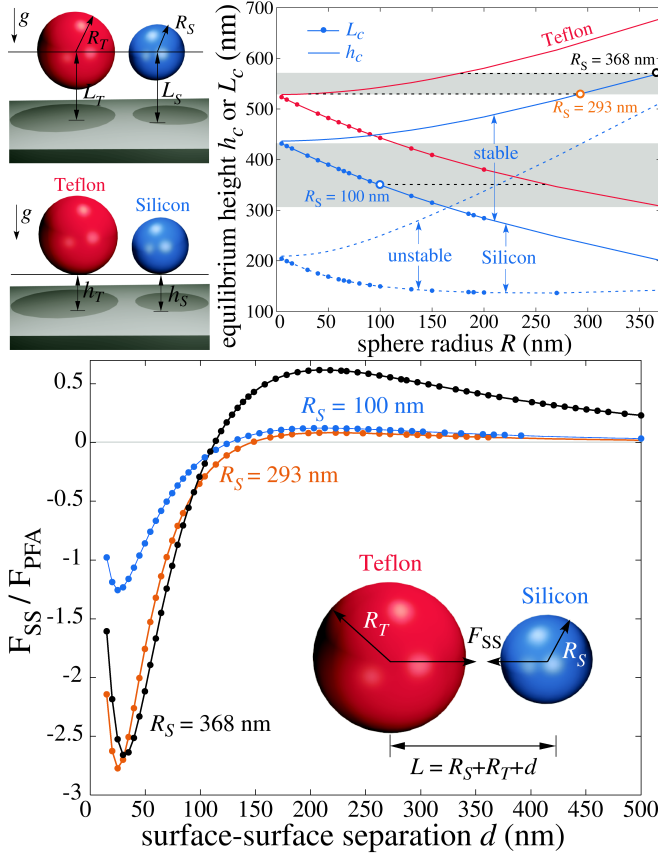 g
R_T
R_S
L_T
L_S
Teflon
Silicon
g
h_T
h_S
equilibrium height h_c or L_c (nm)
700
600
500
400
300
200
100
L_c
h_c
Teflon
R_S = 368 nm
R_S = 293 nm
R_S = 100 nm
stable
unstable
Silicon
0
50
100
150
200
250
300
350
sphere radius R (nm)
F_SS / F_PFA
0.5
0
-0.5
-1
-1.5
-2
-2.5
-3
R_S = 100 nm
R_S = 293 nm
R_S = 368 nm
Teflon
Silicon
R_T
F_SS
R_S
L = R_S+R_T+d
0
50
100
150
200
250
300
350
400
450
500
surface-surface separation d (nm)